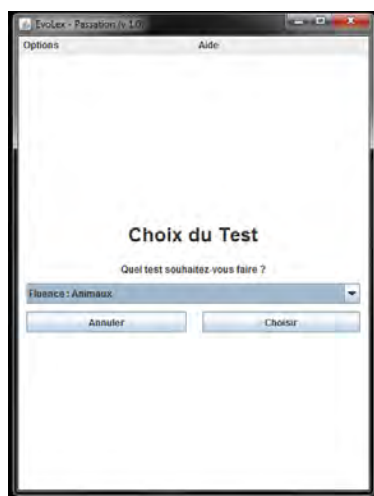 EvoLex - Passation (v 1.0)
Options Aide
Choix du Test
Quel test souhaitez-vous faire ?
Fluence : Animaux
Annuler Choisir